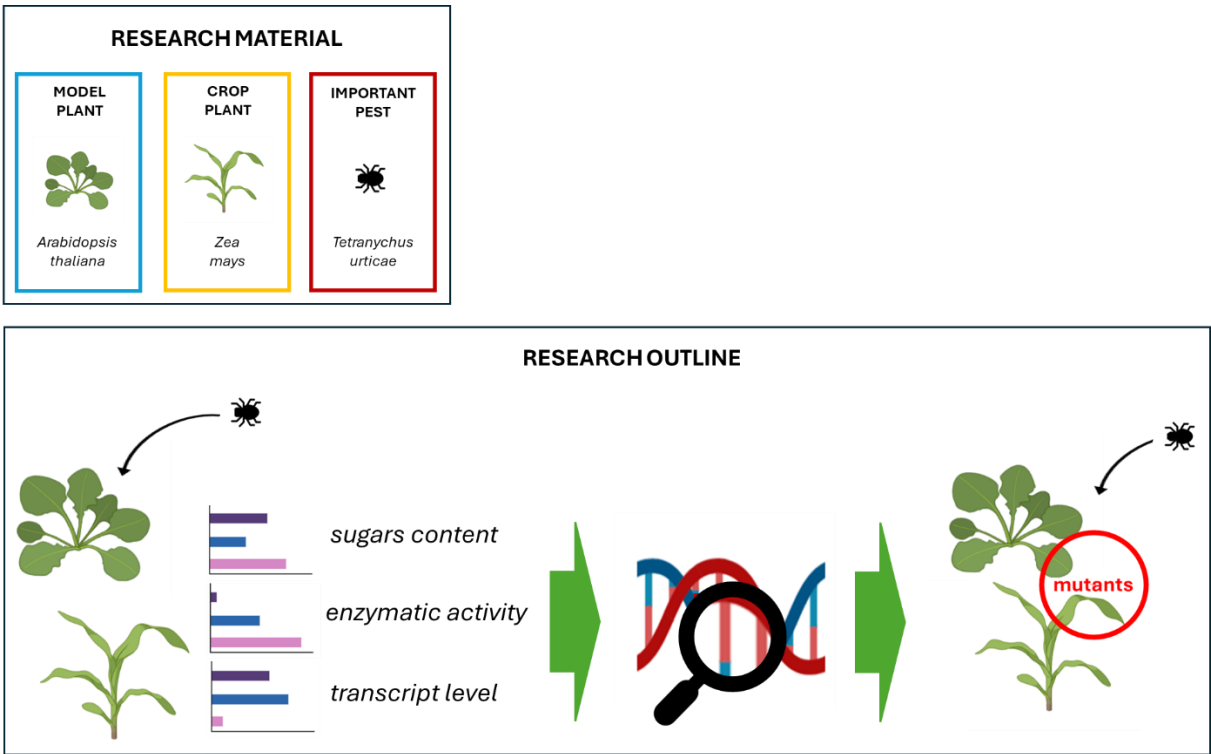 RESEARCH MATERIAL
MODEL
PLANT
Arabidopsis
thaliana
CROP
PLANT
Zea
mays
IMPORTANT
PEST
Tetranychus
urticae
RESEARCH OUTLINE
sugars content
enzymatic activity
transcript level
mutants